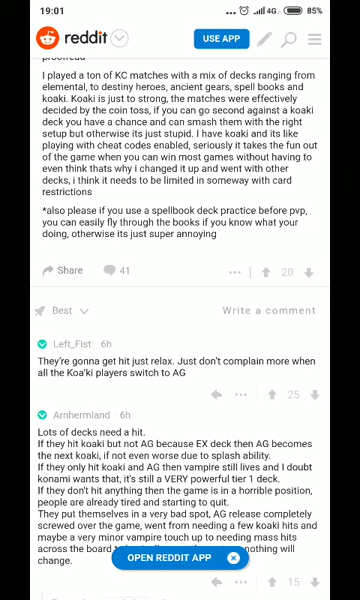 19:01
... 4G 85%
reddit
USE APP
proofread
I played a ton of KC matches with a mix of decks ranging from
elemental, to destiny heroes, ancient gears, spell books and
koaki. Koaki is just to strong, the matches were effectively
decided by the coin toss, if you can go second against a koaki
deck you have a chance and can smash them with the right
setup but otherwise its just stupid. I have koaki and its like
playing with cheat codes enabled, seriously it takes the fun out
of the game when you can win most games without having to
even think thats why i changed it up and went with other
decks, i think it needs to be limited in someway with card
restrictions
*also please if you use a spellbook deck practice before pvp,
you can easily fly through the books if you know what your
doing, otherwise its just super annoying
Share 41 ... 20
Best Write a comment
Left_Fist 6h
They're gonna get hit just relax. Just don't complain more when
all the Koa'ki players switch to AG
... 25
Arnhermland · 6h
Lots of decks need a hit.
If they hit koaki but not AG because EX deck then AG becomes
the next koaki, if not even worse due to splash ability.
If they only hit koaki and AG then vampire still lives and I doubt
konami wants that, it's still a VERY powerful tier 1 deck.
If they don't hit anything then the game is in a horrible position,
people are already tired and starting to quit.
They put themselves in a very bad spot, AG release completely
screwed over the game, went from needing a few koaki hits and
maybe a very minor vampire touch up to needing mass hits
across the board
nothing will
change.
OPEN REDDIT APP
... 15